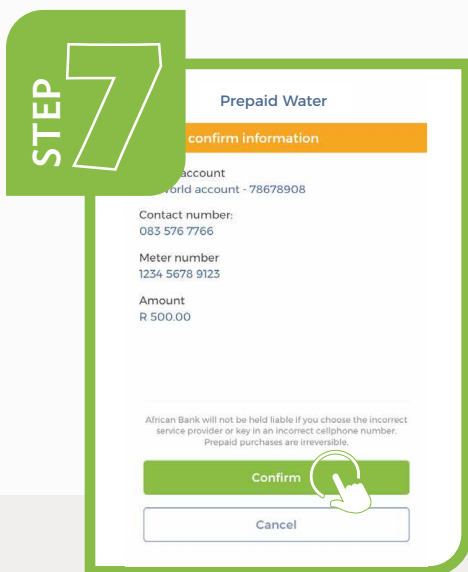 STEP 7
Prepaid Water
confirm information
account
World account - 78678908
Contact number:
083 576 7766
Meter number
1234 5678 9123
Amount
R 500.00
African Bank will not be held liable if you choose the incorrect
service provider or key in an incorrect cellphone number.
Prepaid purchases are irreversible.
Confirm
Cancel